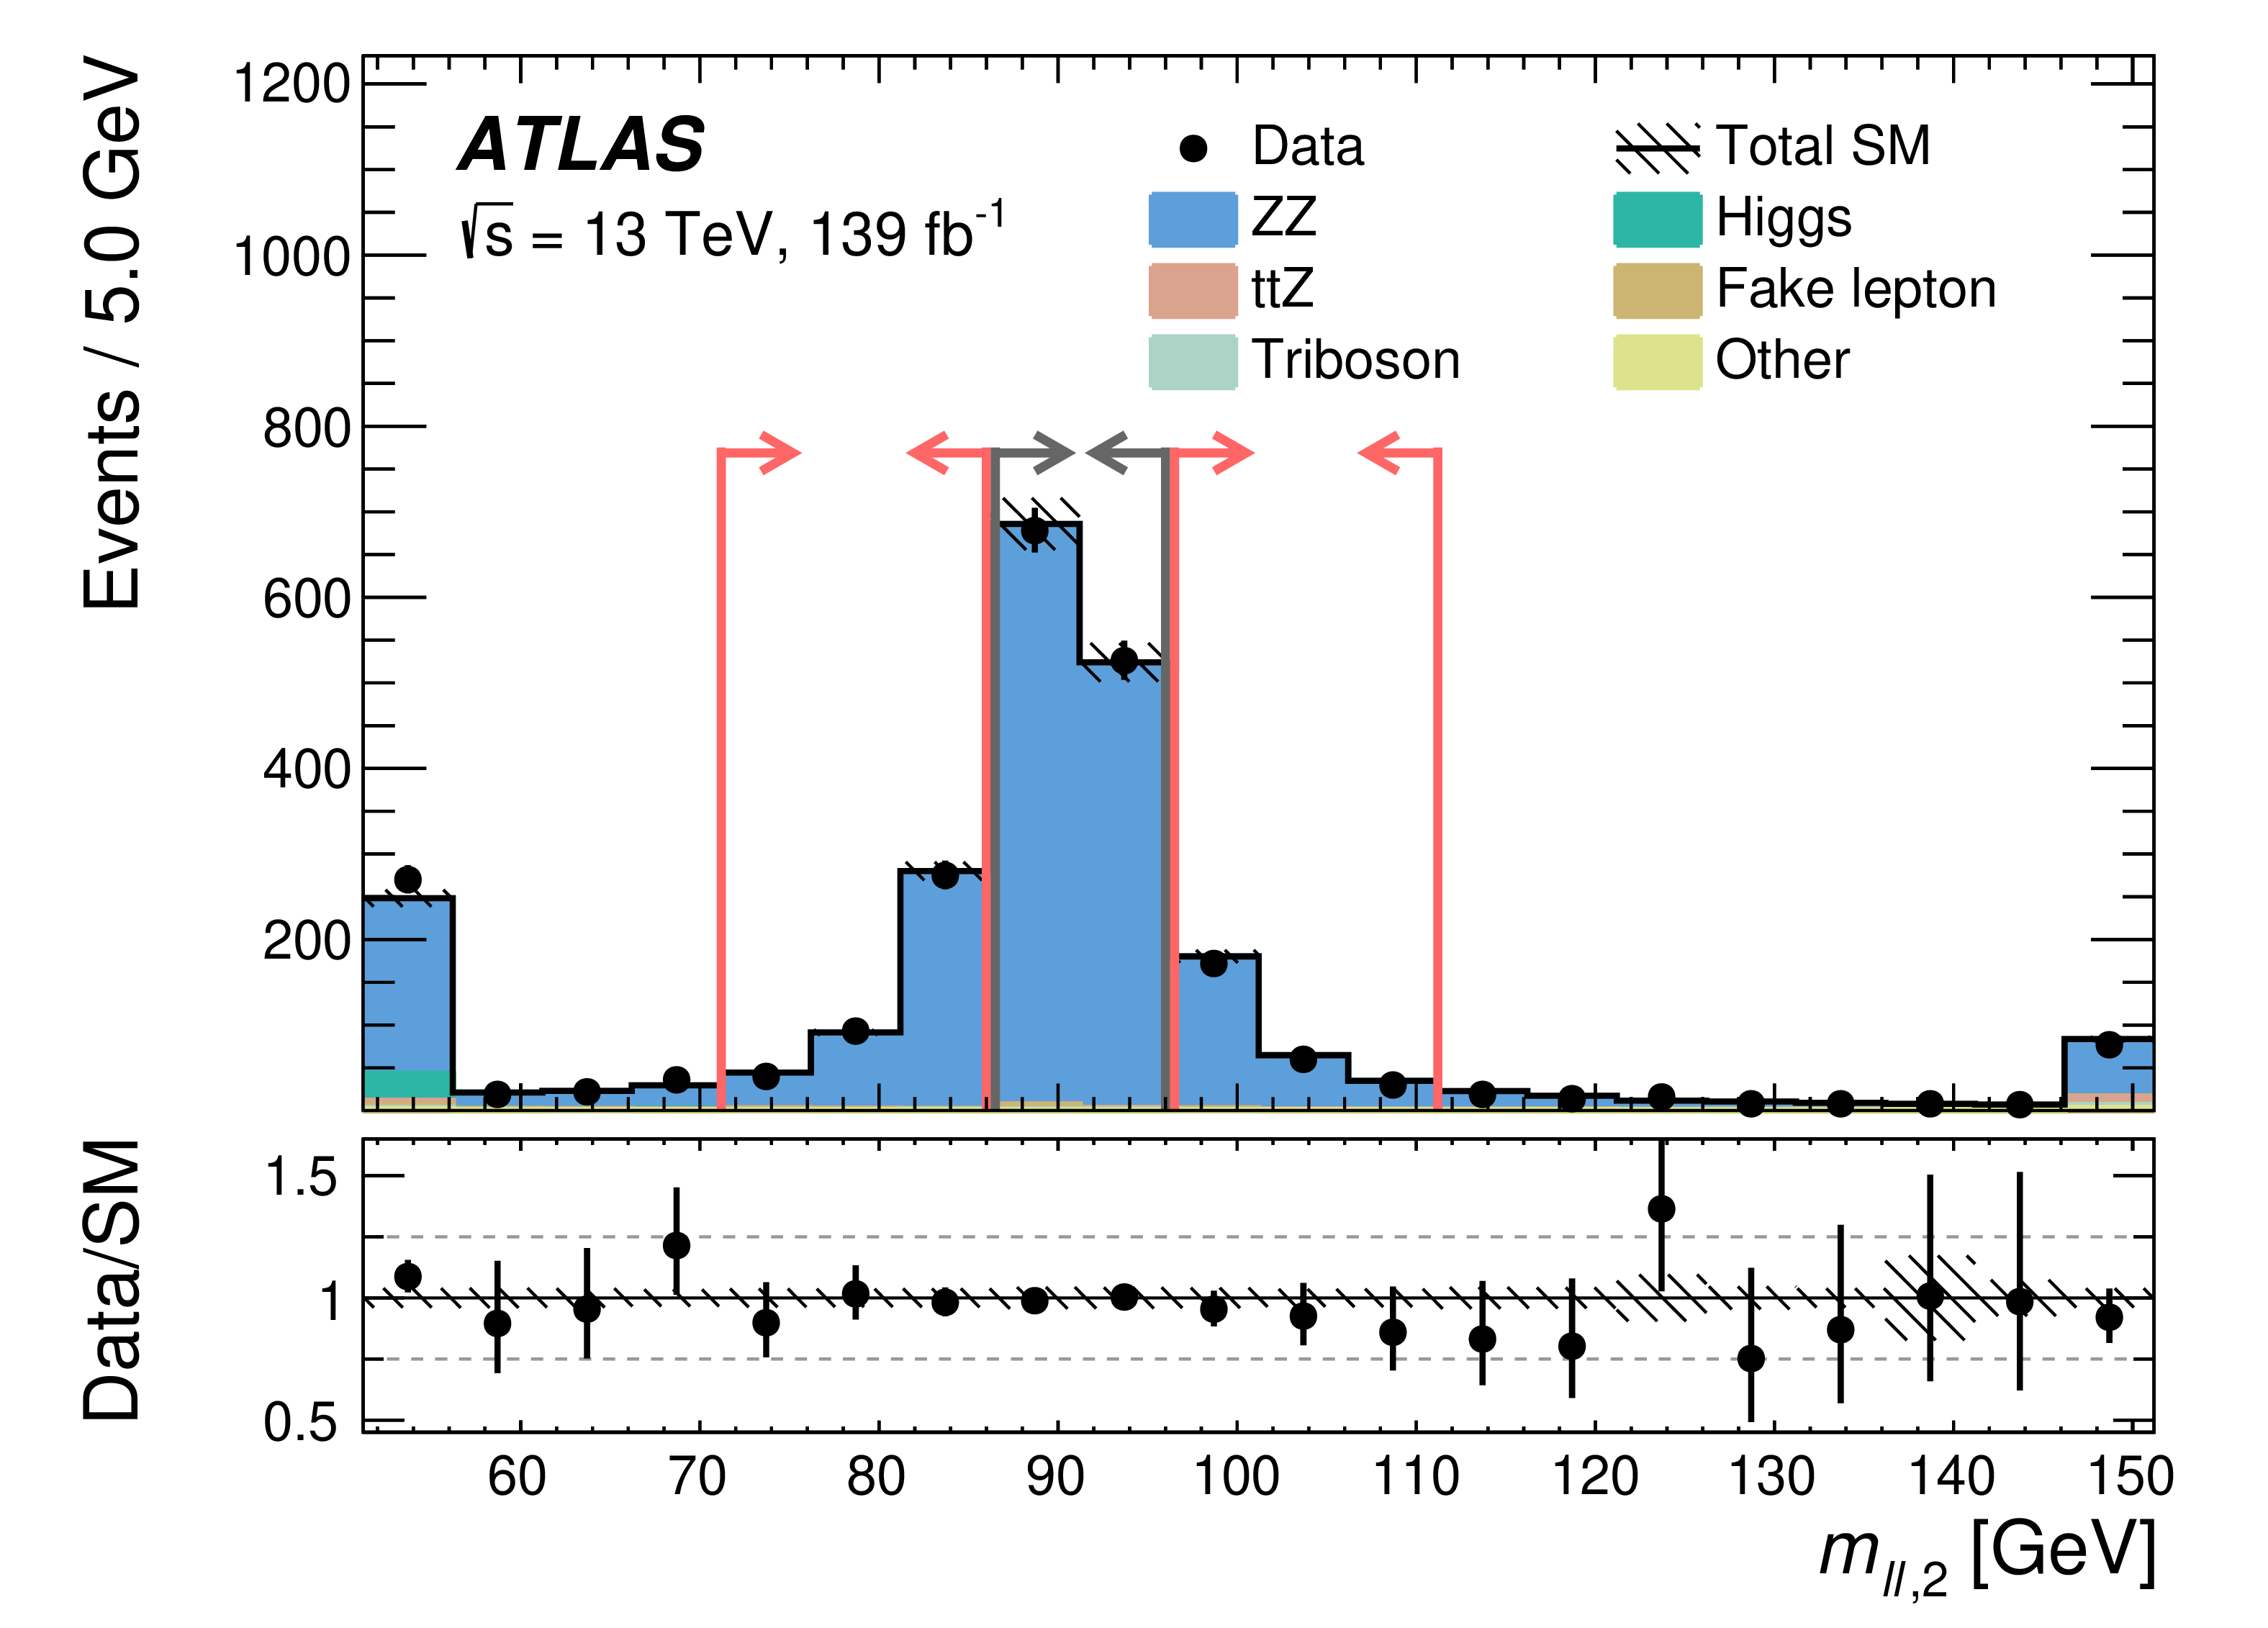 Events / 5.0 GeV
1200
1000
800
600
400
200
ATLAS
√s = 13 TeV, 139 fb⁻¹
Data
Total SM
ZZ
Higgs
ttZ
Fake lepton
Triboson
Other
Data/SM
1.5
1
0.5
60 70 80 90 100 110 120 130 140 150
m_ll,2 [GeV]